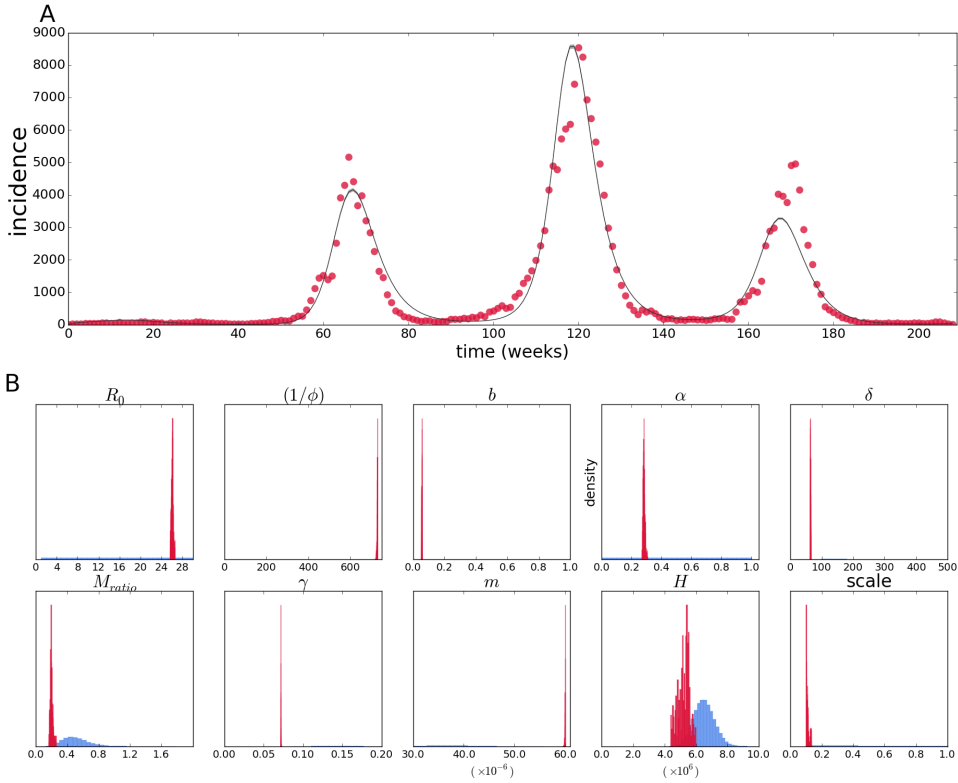 A
9000
8000
7000
6000
5000
4000
3000
2000
1000
0
incidence
0 20 40 60 80 100 120 140 160 180 200
time (weeks)
B
R₀ (1/ϕ) b α δ
density
0 4 8 12 16 20 24 28
0 200 400 600
0.0 0.2 0.4 0.6 0.8 1.0
0.0 0.2 0.4 0.6 0.8 1.0
0 100 200 300 400 500
M_ratio γ m H scale
0.0 0.4 0.8 1.2 1.6
0.00 0.05 0.10 0.15 0.20
30.0 40.0 50.0 60.0
(×10⁻⁶)
0.0 2.0 4.0 6.0 8.0 10.0
(×10⁶)
0.0 0.2 0.4 0.6 0.8 1.0